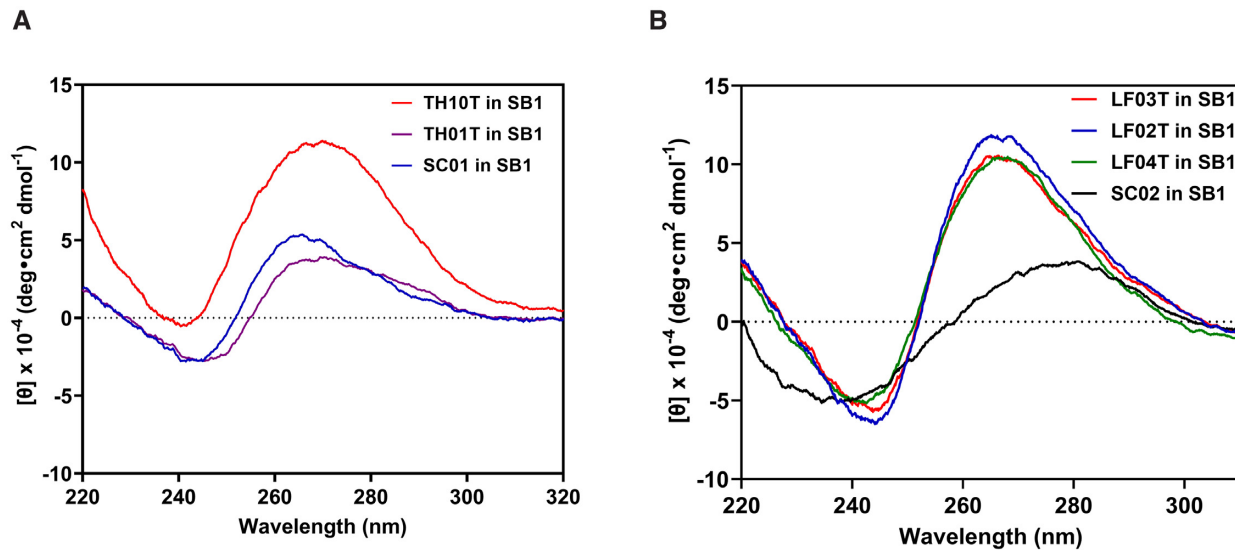 A
[θ] x 10⁻⁴ (deg•cm² dmol⁻¹)
15
10
5
0
-5
-10
TH10T in SB1
TH01T in SB1
SC01 in SB1
220 240 260 280 300 320
Wavelength (nm)
B
[θ] x 10⁻⁴ (deg•cm² dmol⁻¹)
15
10
5
0
-5
-10
LF03T in SB1
LF02T in SB1
LF04T in SB1
SC02 in SB1
220 240 260 280 300
Wavelength (nm)